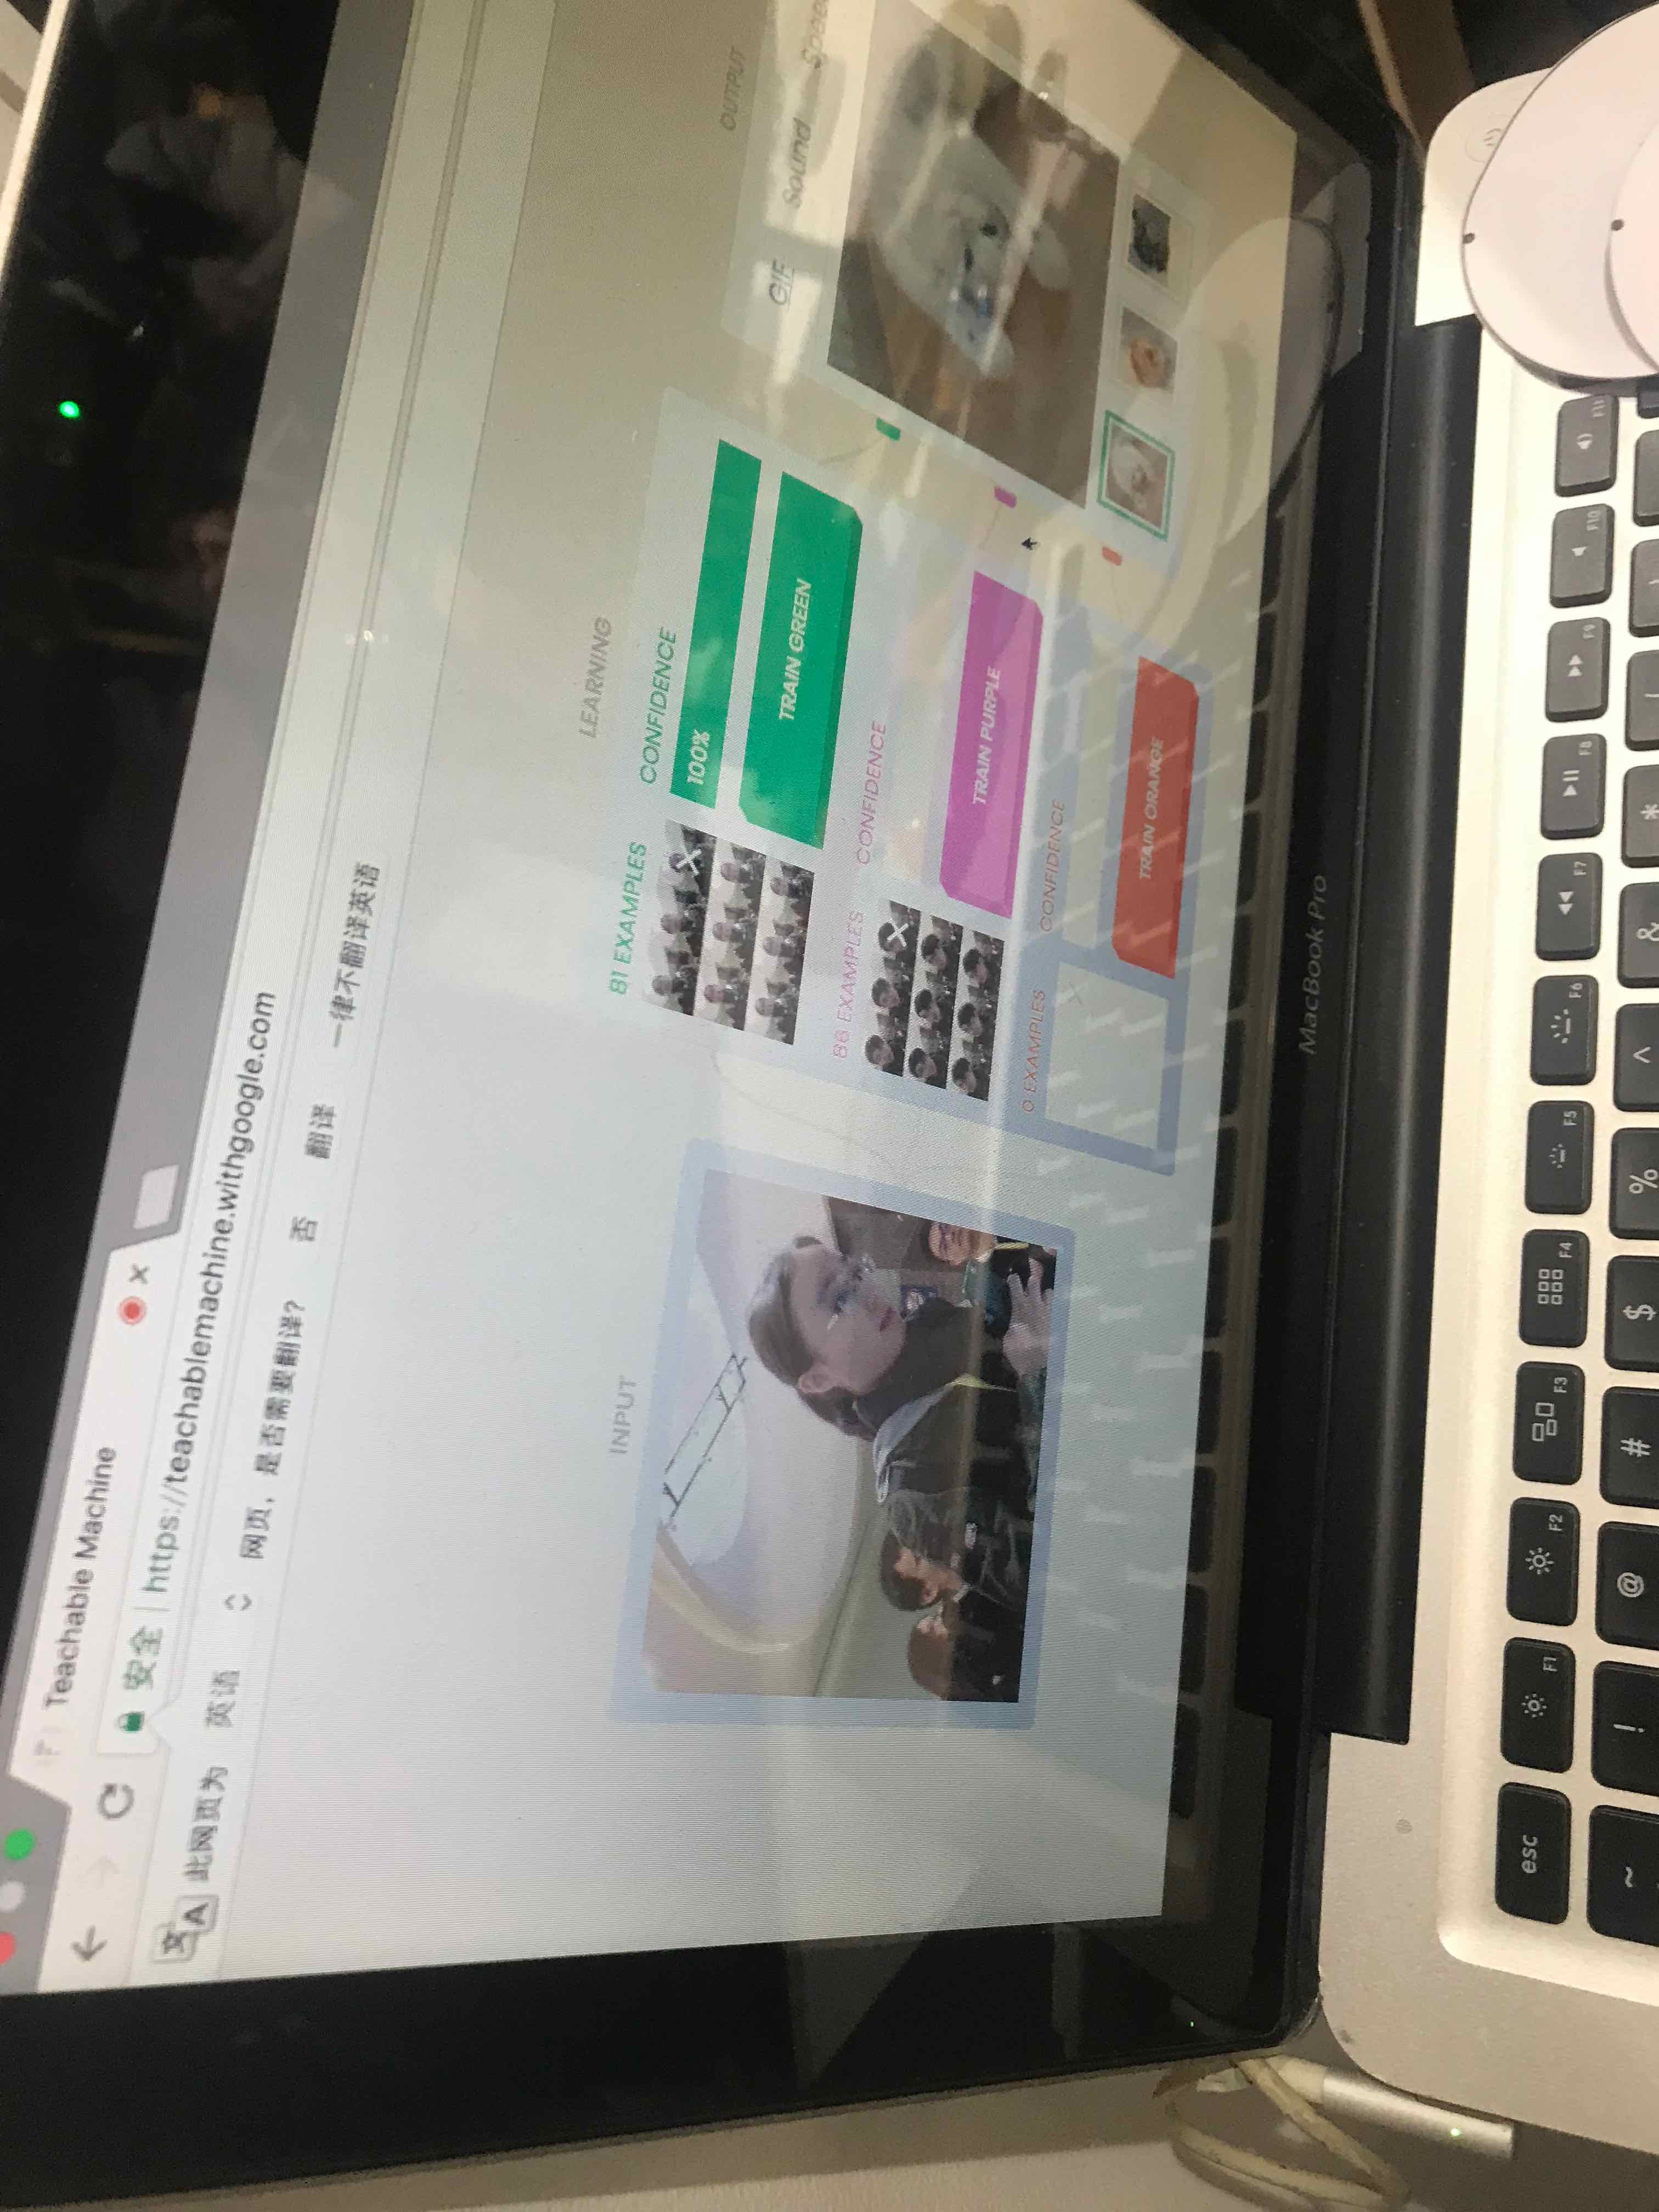 Teachable Machine
安全 | https://teachablemachine.withgoogle.com
此网页为 英语 网页，是否需要翻译? 否 翻译 一律不翻译英语
INPUT
LEARNING
OUTPUT
81 EXAMPLES CONFIDENCE
100%
TRAIN GREEN
86 EXAMPLES CONFIDENCE
TRAIN PURPLE
0 EXAMPLES CONFIDENCE
TRAIN ORANGE
GIF Sound
MacBook Pro
esc F1 F2 F3 F4 F5 F6 F7 F8 F9 F10 F11
~ ! @ # $ % ^ & * (